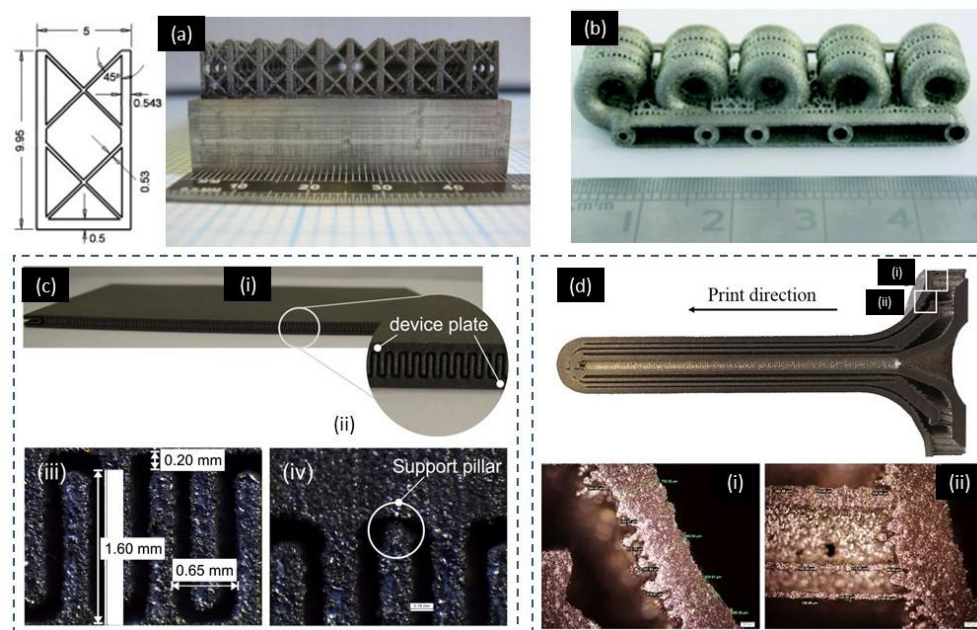 (a)
5
45°
0.543
9.95
0.53
0.5
10 20 30 40
(b)
cm/m
1 2 3 4
(c)
(i)
device plate
(ii)
(iii)
0.20 mm
1.60 mm
0.65 mm
(iv)
Support pillar
(d)
(i)
(ii)
Print direction
(i)
(ii)